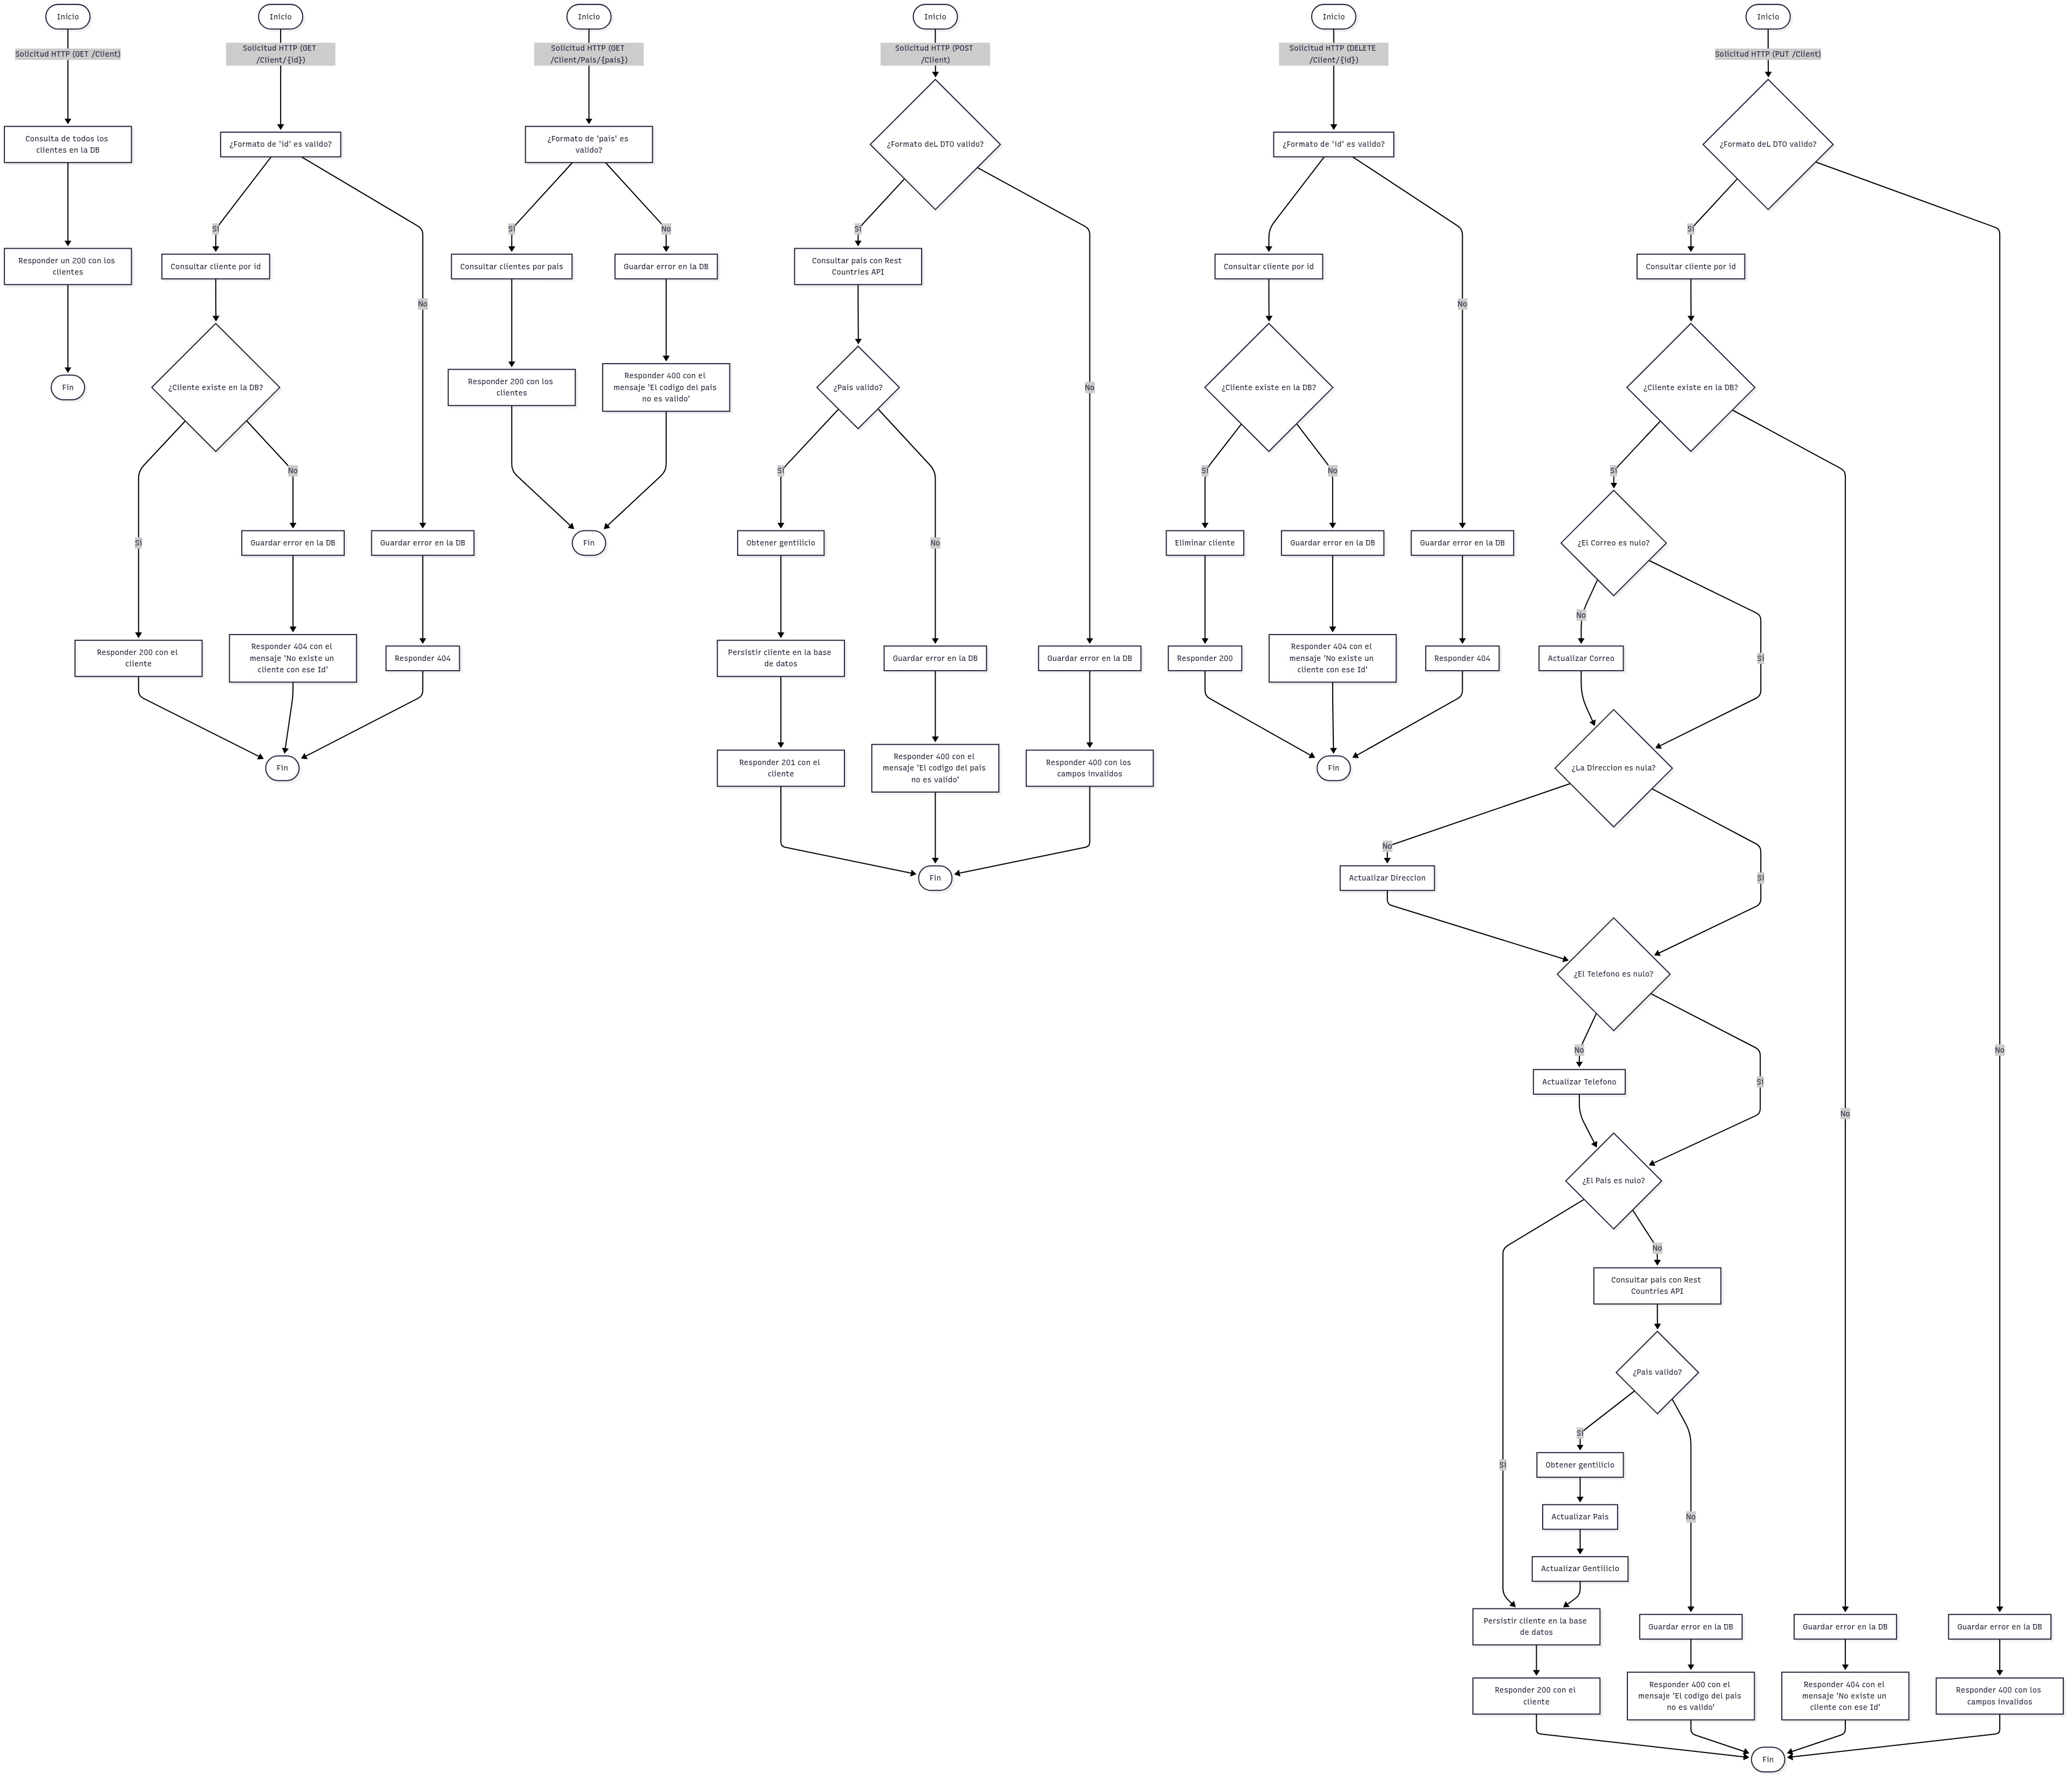 Inicio
Solicitud HTTP (GET /Client)
Consulta de todos los
clientes en la DB
Responder un 200 con los
clientes
Fin
Inicio
Solicitud HTTP (GET
/Client/{id})
¿Formato de 'id' es valido?
Si
No
Consultar cliente por id
¿Cliente existe en la DB?
Si
No
Guardar error en la DB
Guardar error en la DB
Responder 200 con el
cliente
Responder 404 con el
mensaje 'No existe un
cliente con ese Id'
Responder 404
Fin
Inicio
Solicitud HTTP (GET
/Client/Pais/{pais})
¿Formato de 'pais' es
valido?
Si
No
Consultar clientes por pais
Guardar error en la DB
Responder 200 con los
clientes
Responder 400 con el
mensaje 'El codigo del pais
no es valido'
Fin
Inicio
Solicitud HTTP (POST
/Client)
¿Formato deL DTO valido?
Si
No
Consultar pais con Rest
Countries API
¿Pais valido?
Si
No
Obtener gentilicio
Persistir cliente en la base
de datos
Guardar error en la DB
Guardar error en la DB
Responder 201 con el
cliente
Responder 400 con el
mensaje 'El codigo del pais
no es valido'
Responder 400 con los
campos invalidos
Fin
Inicio
Solicitud HTTP (DELETE
/Client/{id})
¿Formato de 'id' es valido?
No
Consultar cliente por id
¿Cliente existe en la DB?
Si
No
Eliminar cliente
Guardar error en la DB
Guardar error en la DB
Responder 200
Responder 404 con el
mensaje 'No existe un
cliente con ese Id'
Responder 404
Fin
Inicio
Solicitud HTTP (PUT /Client)
¿Formato deL DTO valido?
Si
No
Consultar cliente por id
¿Cliente existe en la DB?
Si
No
¿El Correo es nulo?
No
Si
Actualizar Correo
¿La Direccion es nula?
No
Si
Actualizar Direccion
¿El Telefono es nulo?
No
Si
Actualizar Telefono
¿El Pais es nulo?
Si
No
Consultar pais con Rest
Countries API
¿Pais valido?
Si
No
Obtener gentilicio
Actualizar Pais
Actualizar Gentilicio
Persistir cliente en la base
de datos
Guardar error en la DB
Guardar error en la DB
Guardar error en la DB
Responder 200 con el
cliente
Responder 400 con el
mensaje 'El codigo del pais
no es valido'
Responder 404 con el
mensaje 'No existe un
cliente con ese Id'
Responder 400 con los
campos invalidos
Fin